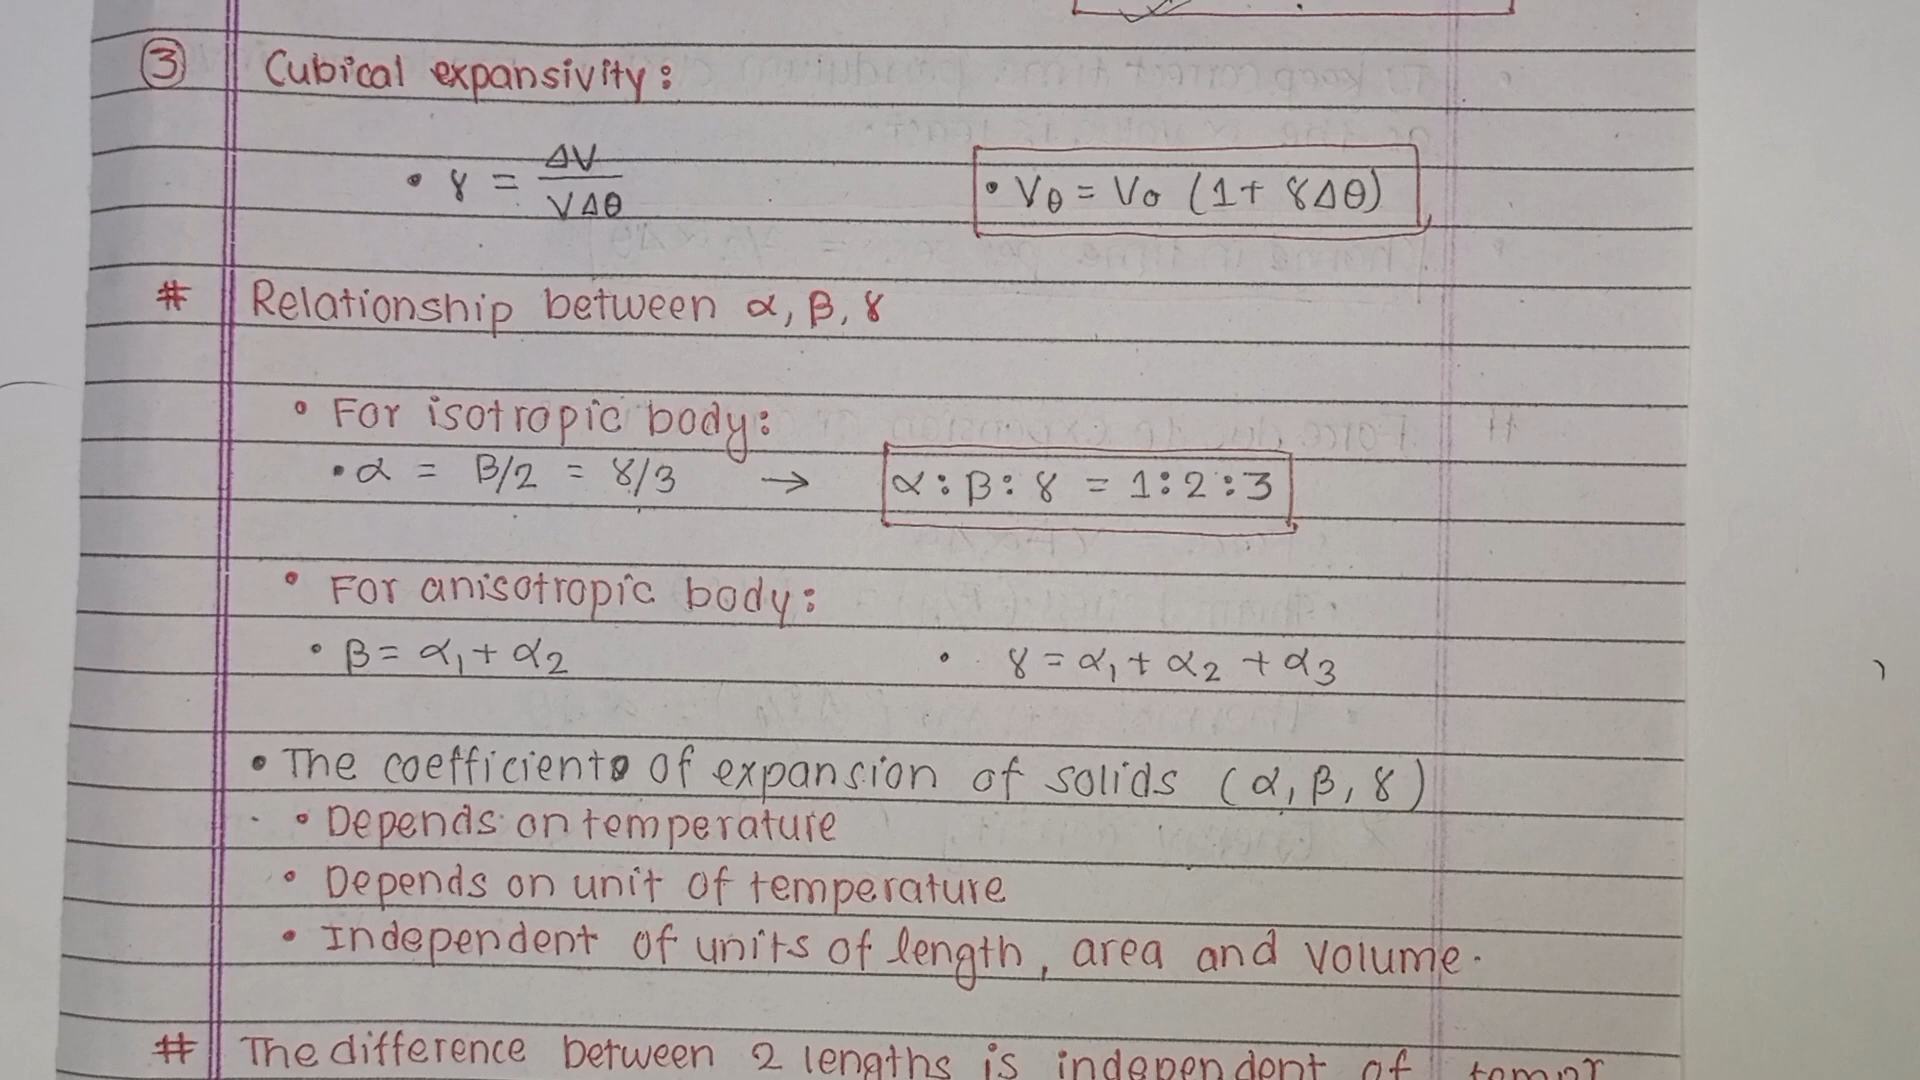 ③ Cubical expansivity:
• γ = ΔV / VΔθ • Vθ = V₀ (1 + γΔθ)
# Relationship between α, β, γ
• For isotropic body:
• α = β/2 = γ/3 → α : β : γ = 1 : 2 : 3
• For anisotropic body:
• β = α₁ + α₂ • γ = α₁ + α₂ + α₃
• The coefficients of expansion of solids (α, β, γ)
• Depends on temperature
• Depends on unit of temperature
• Independent of units of length, area and volume.
# The difference between 2 lengths is independent of